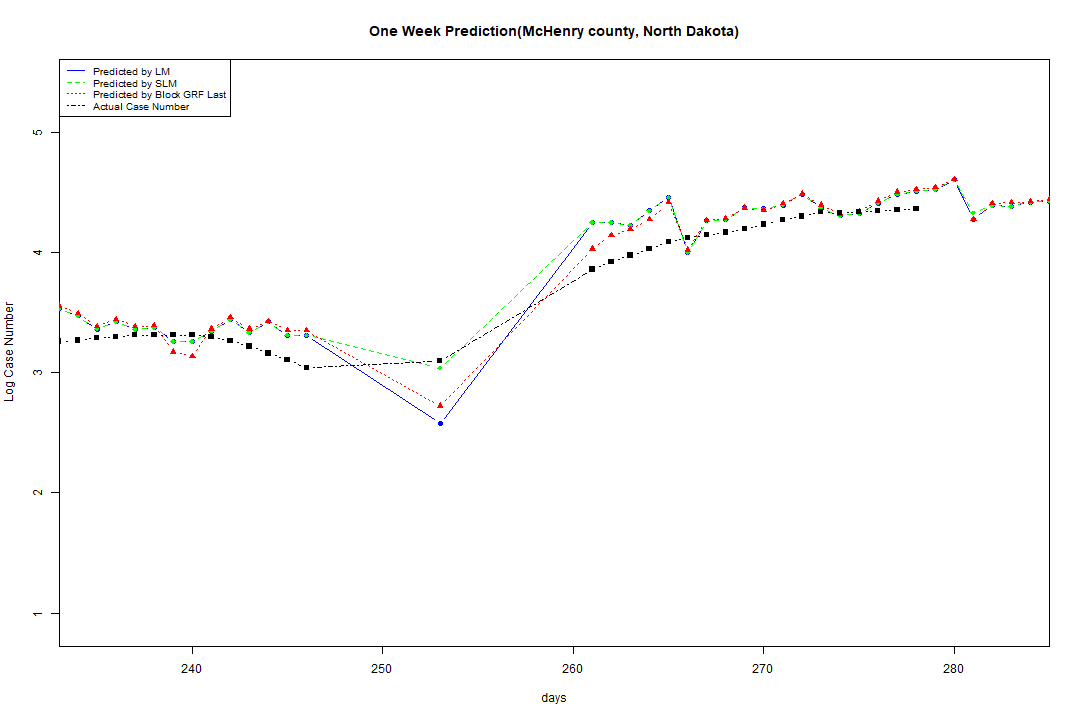 One Week Prediction(McHenry county, North Dakota)
Predicted by LM
Predicted by SLM
Predicted by Block GRF Last
Actual Case Number
5
4
3
2
1
Log Case Number
240 250 260 270 280
days